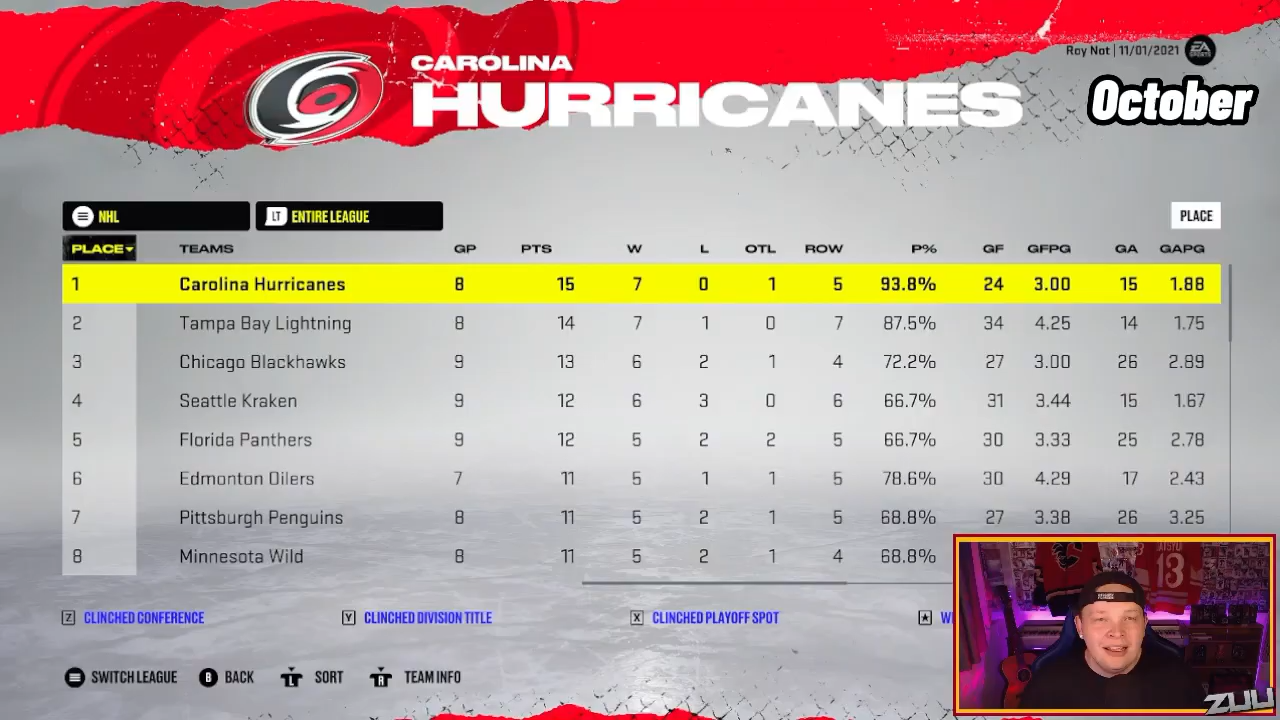 CAROLINA
HURRICANES
Roy Nat | 11/01/2021
October
NHL
LT ENTIRE LEAGUE
PLACE
PLACE TEAMS GP PTS W L OTL ROW P% GF GFPG GA GAPG
1 Carolina Hurricanes 8 15 7 0 1 5 93.8% 24 3.00 15 1.88
2 Tampa Bay Lightning 8 14 7 1 0 7 87.5% 34 4.25 14 1.75
3 Chicago Blackhawks 9 13 6 2 1 4 72.2% 27 3.00 26 2.89
4 Seattle Kraken 9 12 6 3 0 6 66.7% 31 3.44 15 1.67
5 Florida Panthers 9 12 5 2 2 5 66.7% 30 3.33 25 2.78
6 Edmonton Oilers 7 11 5 1 1 5 78.6% 30 4.29 17 2.43
7 Pittsburgh Penguins 8 11 5 2 1 5 68.8% 27 3.38 26 3.25
8 Minnesota Wild 8 11 5 2 1 4 68.8%
Z CLINCHED CONFERENCE Y CLINCHED DIVISION TITLE X CLINCHED PLAYOFF SPOT
SWITCH LEAGUE B BACK L SORT R TEAM INFO
13
ZUU